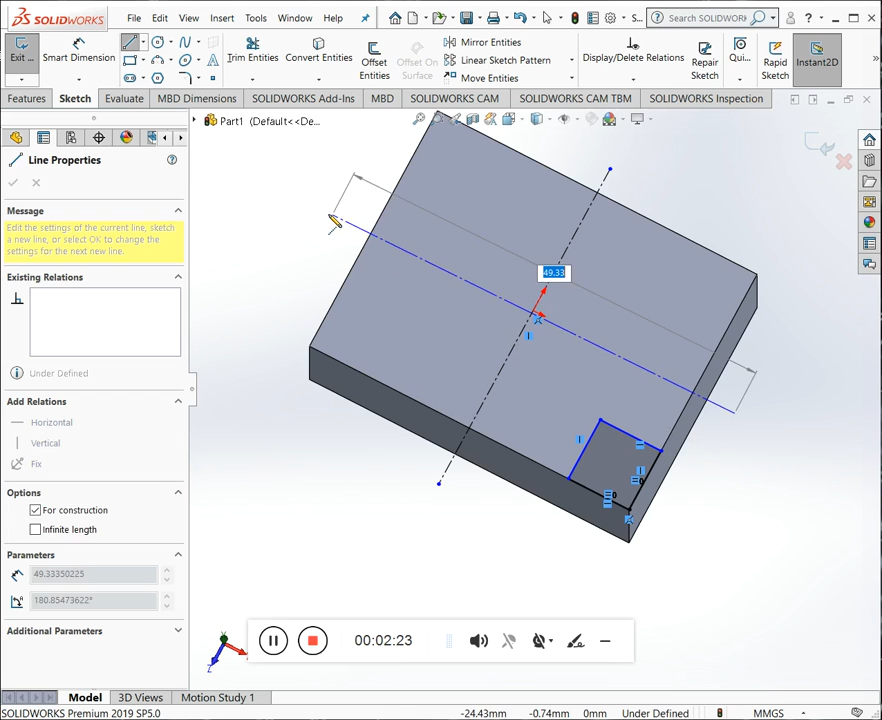 SOLIDWORKS File Edit View Insert Tools Window Help S... Search SOLIDWORKS
Exit ... Smart Dimension Trim Entities Convert Entities Offset Entities Offset On Surface Mirror Entities Linear Sketch Pattern Move Entities Display/Delete Relations Repair Sketch Qui... Rapid Sketch Instant2D
Features Sketch Evaluate MBD Dimensions SOLIDWORKS Add-Ins MBD SOLIDWORKS CAM SOLIDWORKS CAM TBM SOLIDWORKS Inspection
Part1 (Default<<De...
Line Properties
Message
Edit the settings of the current line, sketch
a new line, or select OK to change the
settings for the next new line.
Existing Relations
Under Defined
Add Relations
Horizontal
Vertical
Fix
Options
For construction
Infinite length
Parameters
49.33350225
180.85473622°
Additional Parameters
49.33
0
0
00:02:23
Z
Model 3D Views Motion Study 1
SOLIDWORKS Premium 2019 SP5.0 -24.43mm -0.74mm 0mm Under Defined MMGS